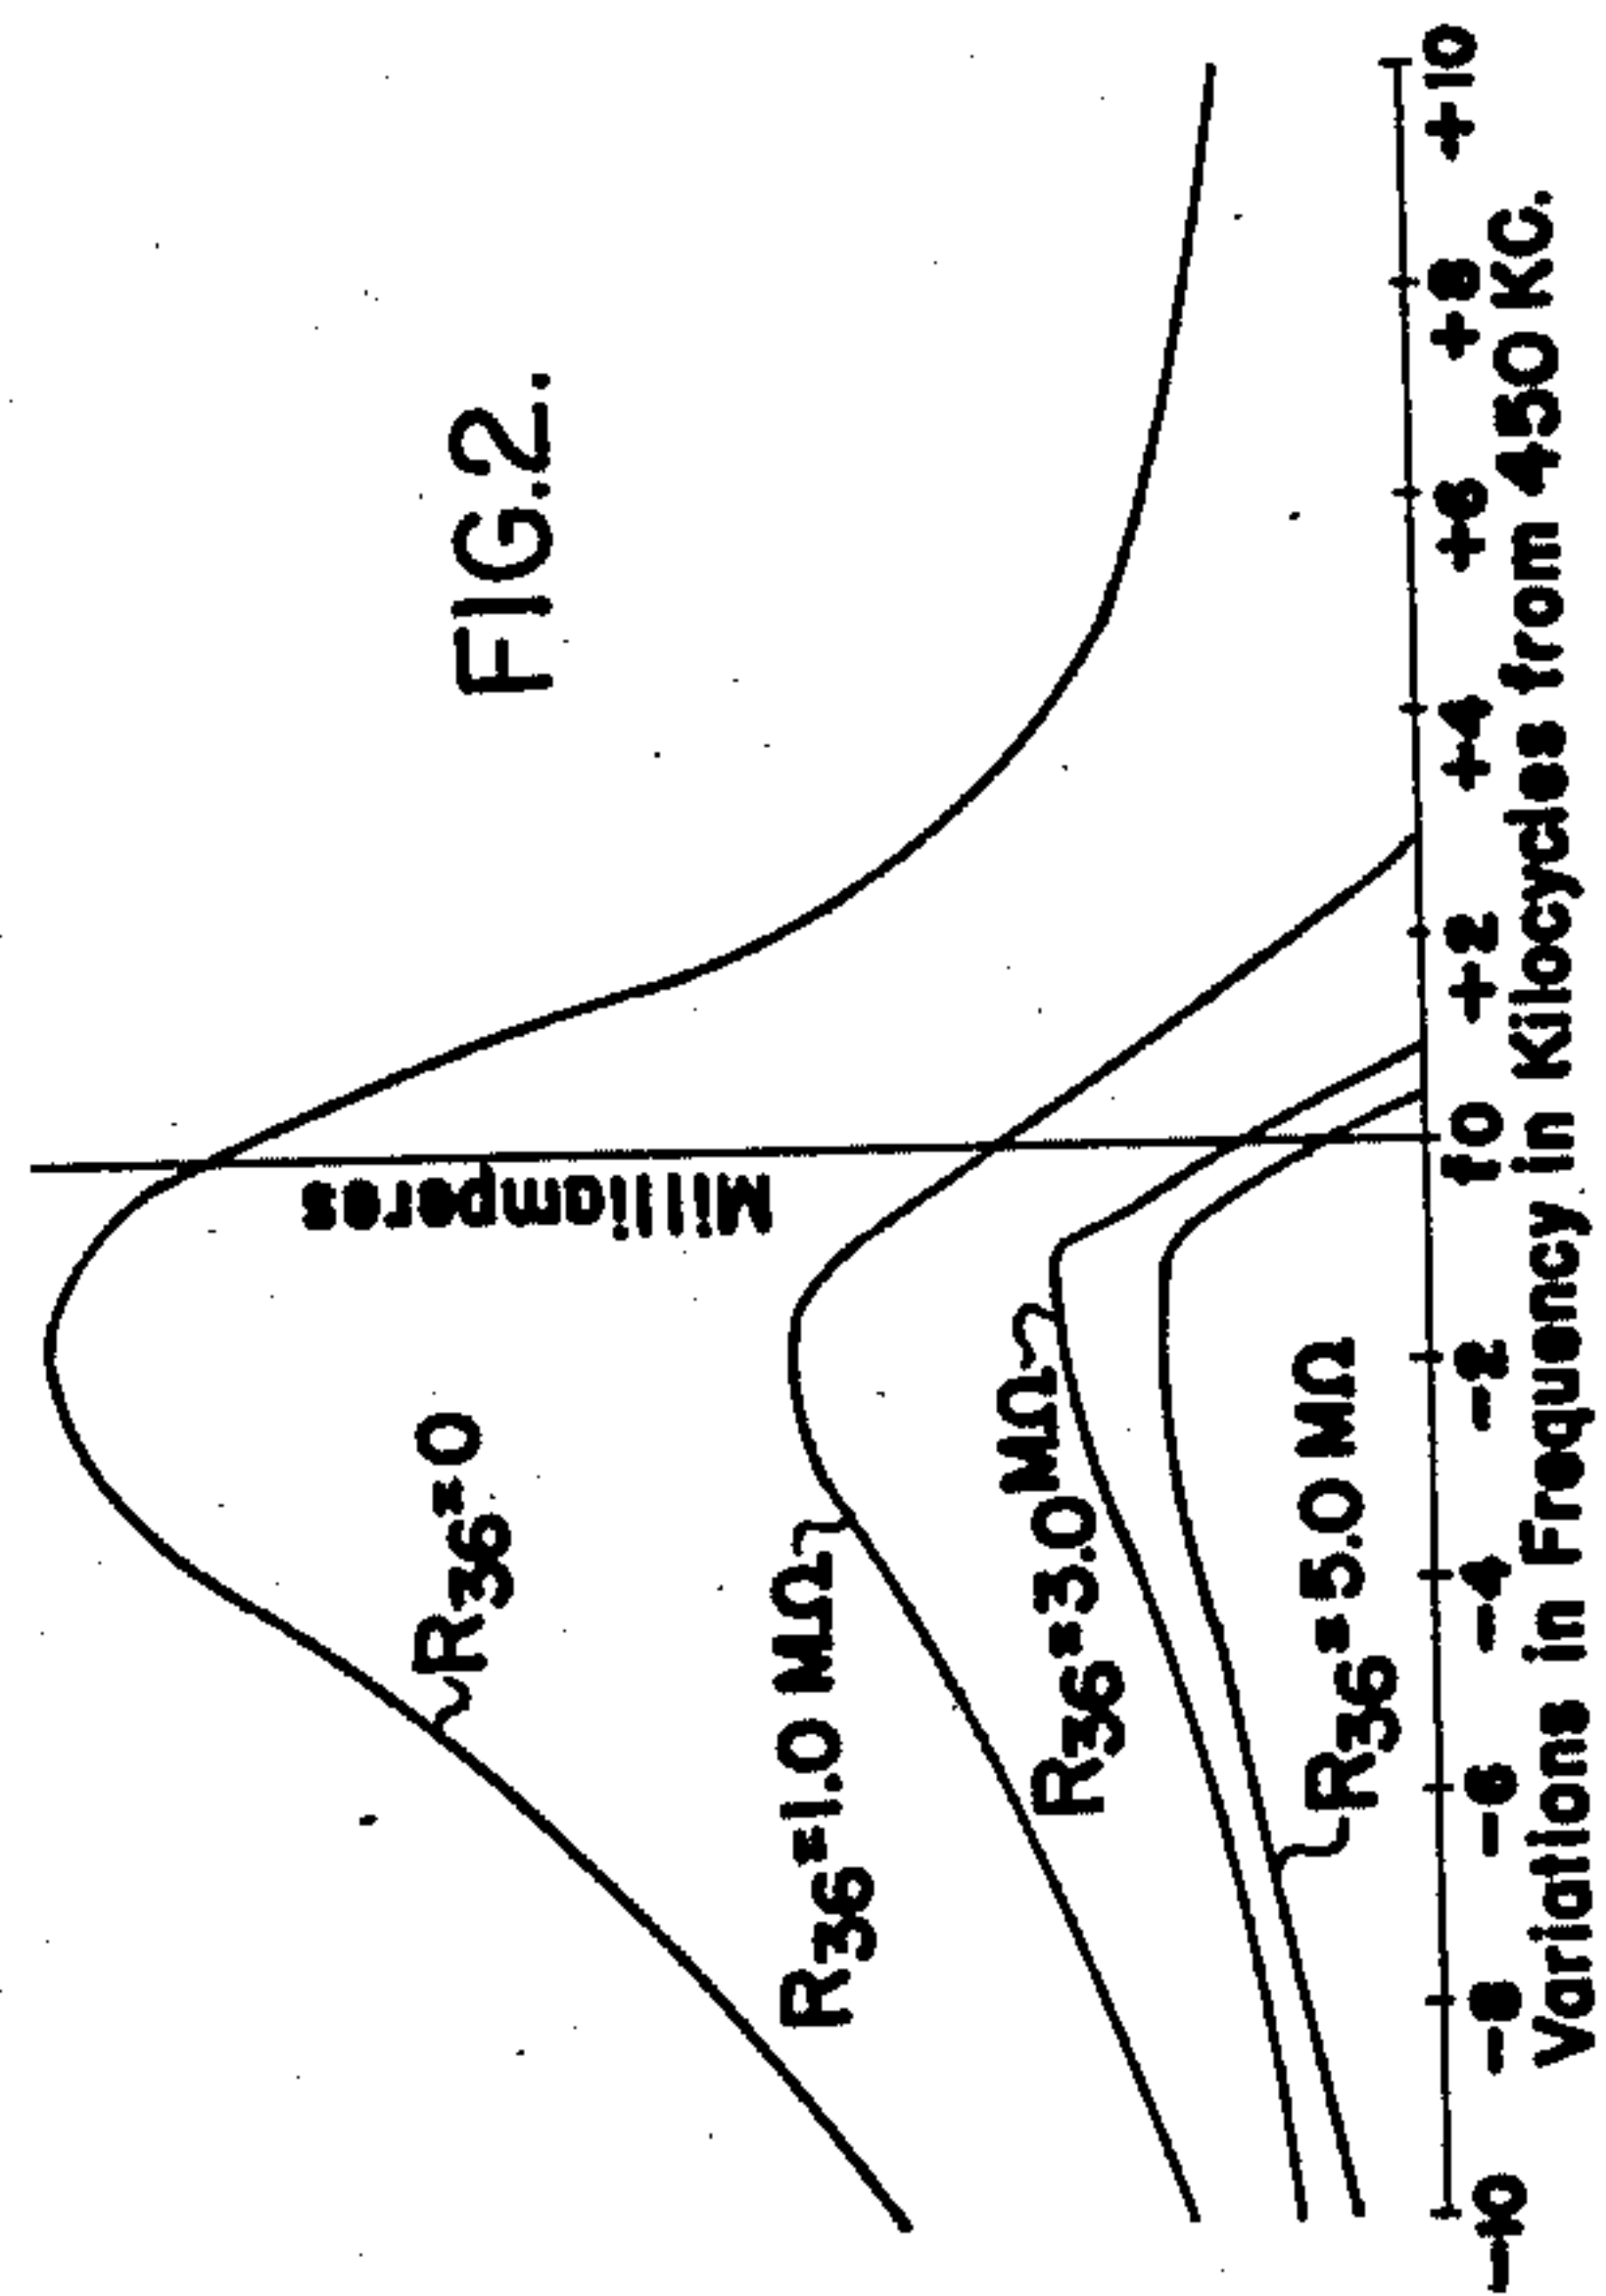 FIG.2.
Milliamperes
R36=0
R36=1.0 MΩ
R36=3.0 MΩ
R36=5.0 MΩ
-10 -8 -6 -4 -2 f0 +2 +4 +6 +8 +10
Variations in Frequency in Kilocycles from 450 KC.